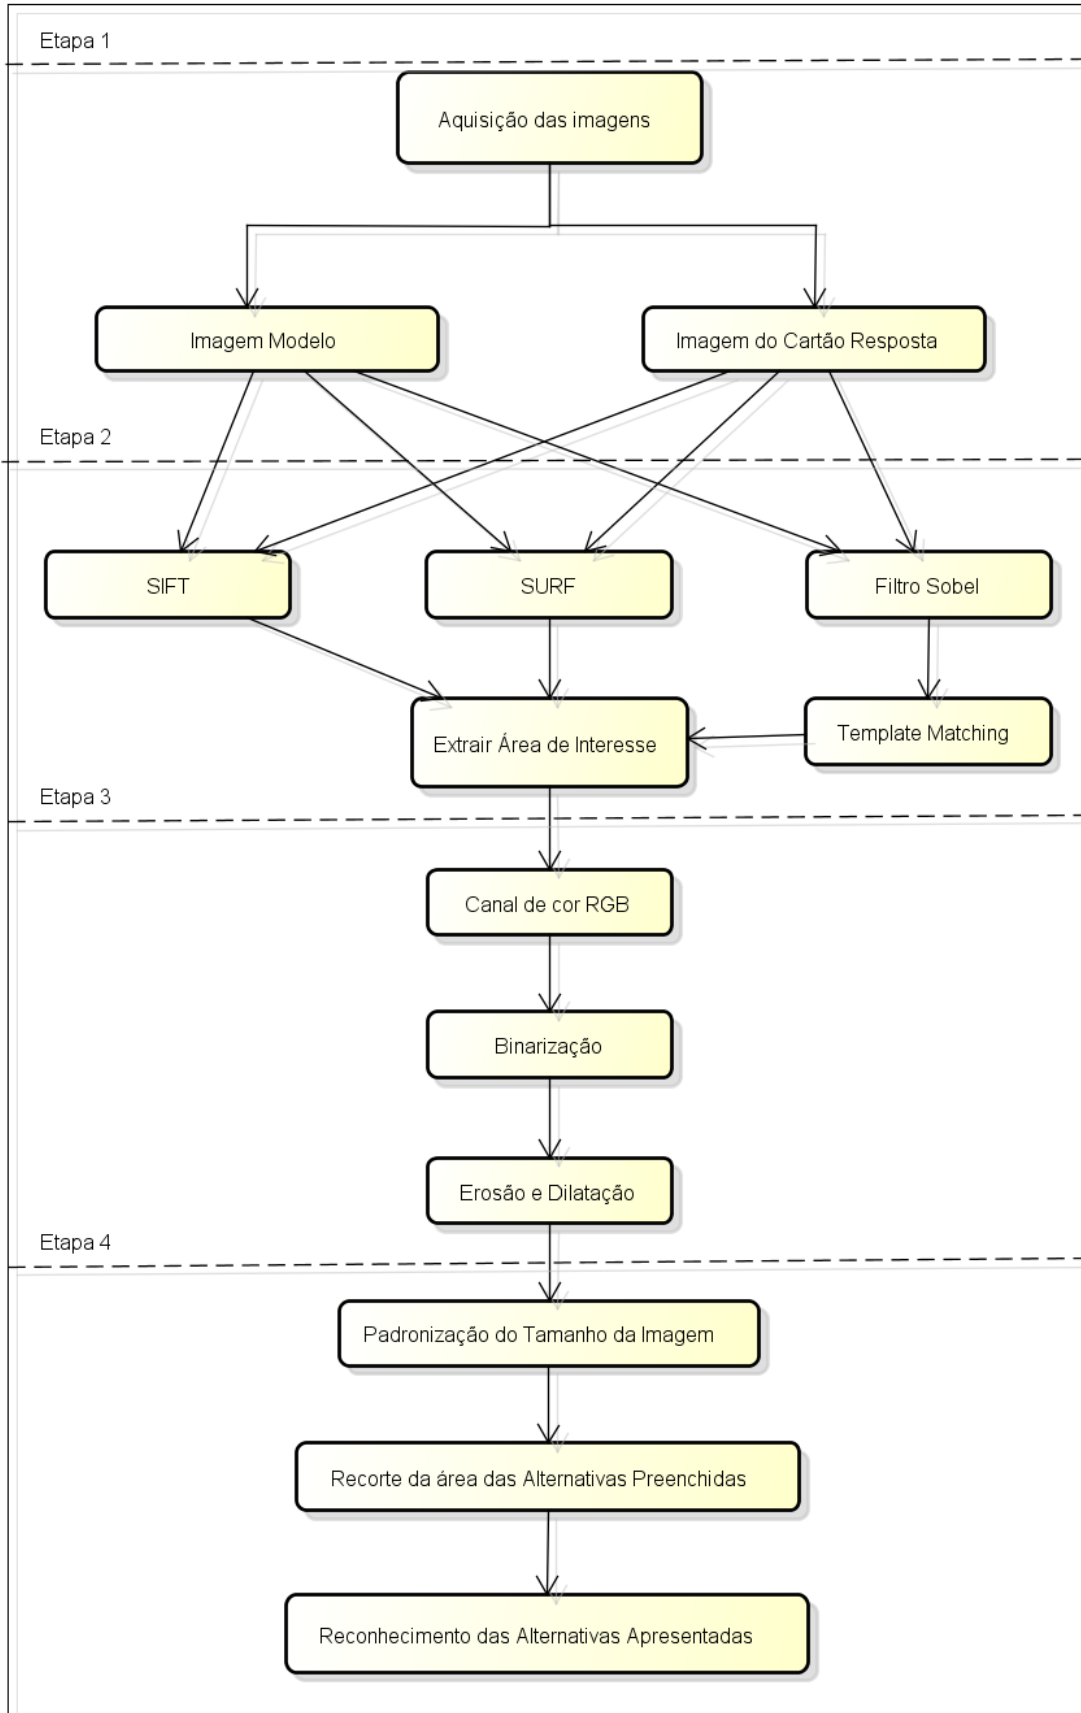 Etapa 1
Aquisição das imagens
Imagem Modelo
Imagem do Cartão Resposta
Etapa 2
SIFT
SURF
Filtro Sobel
Extrair Área de Interesse
Template Matching
Etapa 3
Canal de cor RGB
Binarização
Erosão e Dilatação
Etapa 4
Padronização do Tamanho da Imagem
Recorte da área das Alternativas Preenchidas
Reconhecimento das Alternativas Apresentadas